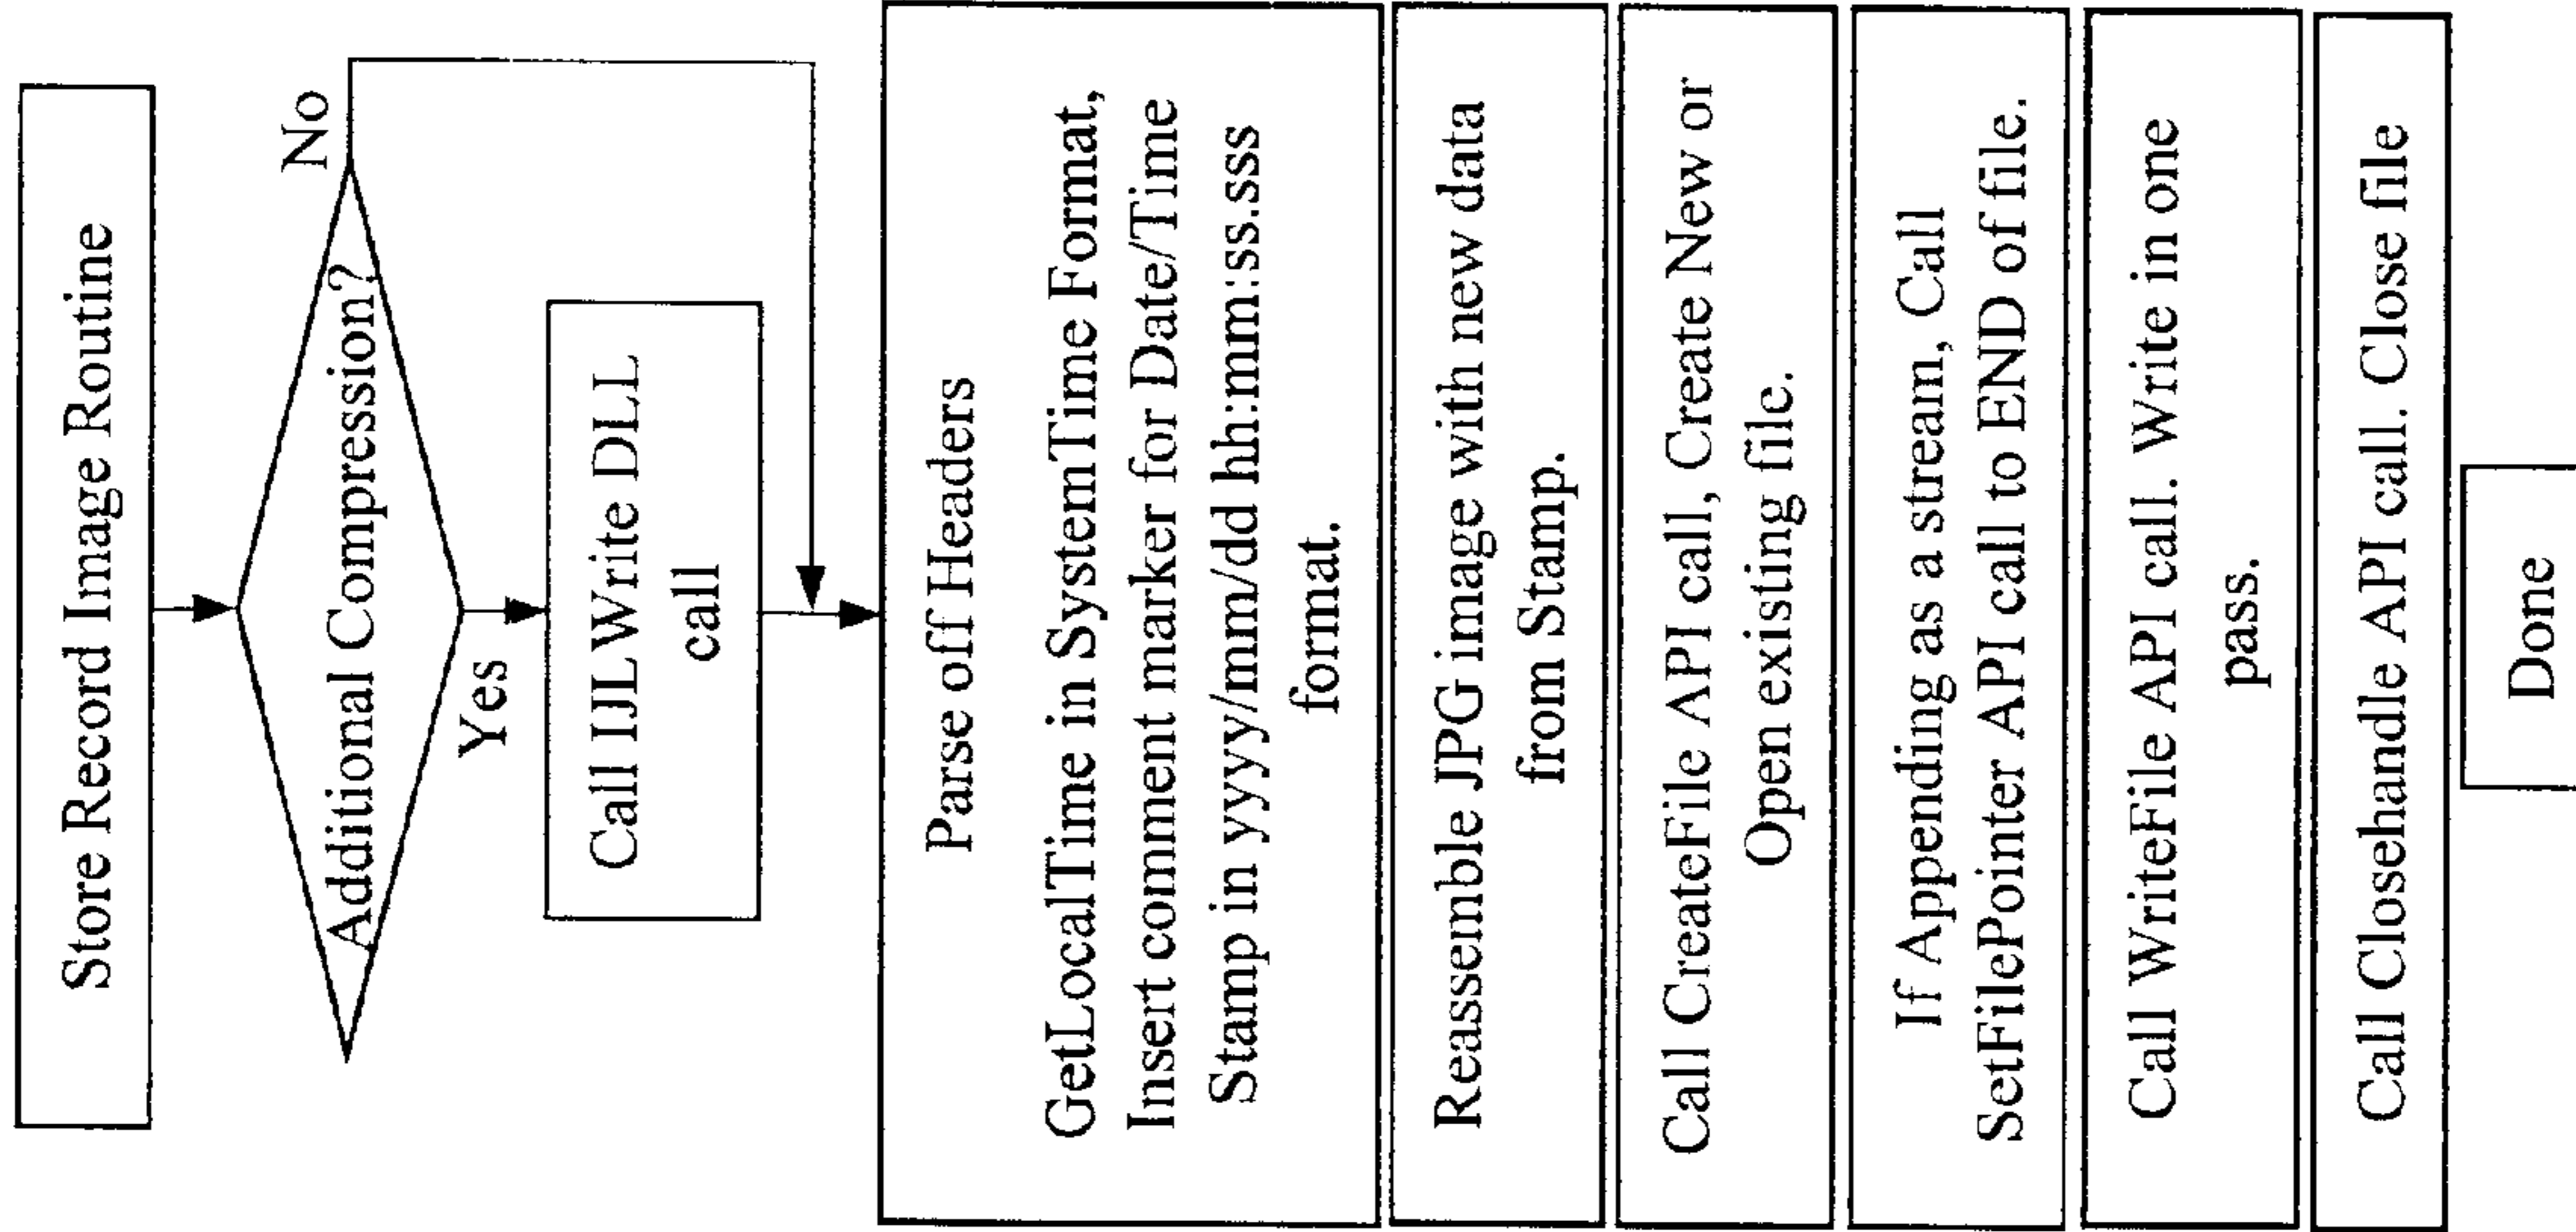 Store Record Image Routine
Additional Compression?
No
Yes
Call IJLWrite DLL
call
Parse off Headers
GetLocalTime in SystemTime Format,
Insert comment marker for Date/Time
Stamp in yyyy/mm/dd hh:mm:ss.sss
format.
Reassemble JPG image with new data
from Stamp.
Call CreateFile API call, Create New or
Open existing file.
If Appending as a stream, Call
SetFilePointer API call to END of file.
Call WriteFile API call. Write in one
pass.
Call Closehandle API call. Close file
Done